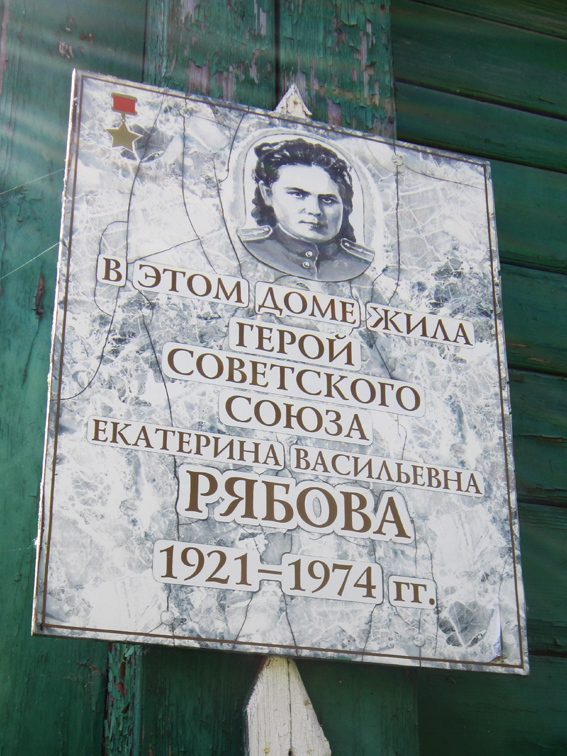 В ЭТОМ ДОМЕ ЖИЛА
ГЕРОЙ
СОВЕТСКОГО
СОЮЗА
ЕКАТЕРИНА ВАСИЛЬЕВНА
РЯБОВА
1921–1974 гг.